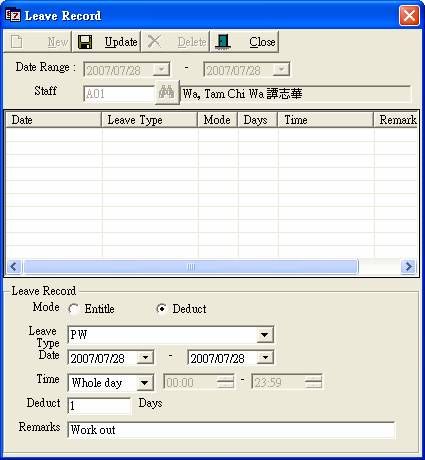 Leave Record
New Update Delete Close
Date Range : 2007/07/28 - 2007/07/28
Staff A01 Wa, Tam Chi Wa 譚志華
Date Leave Type Mode Days Time Remark
Leave Record
Mode Entitle Deduct
Leave Type PW
Date 2007/07/28 - 2007/07/28
Time Whole day 00:00 - 23:59
Deduct 1 Days
Remarks Work out